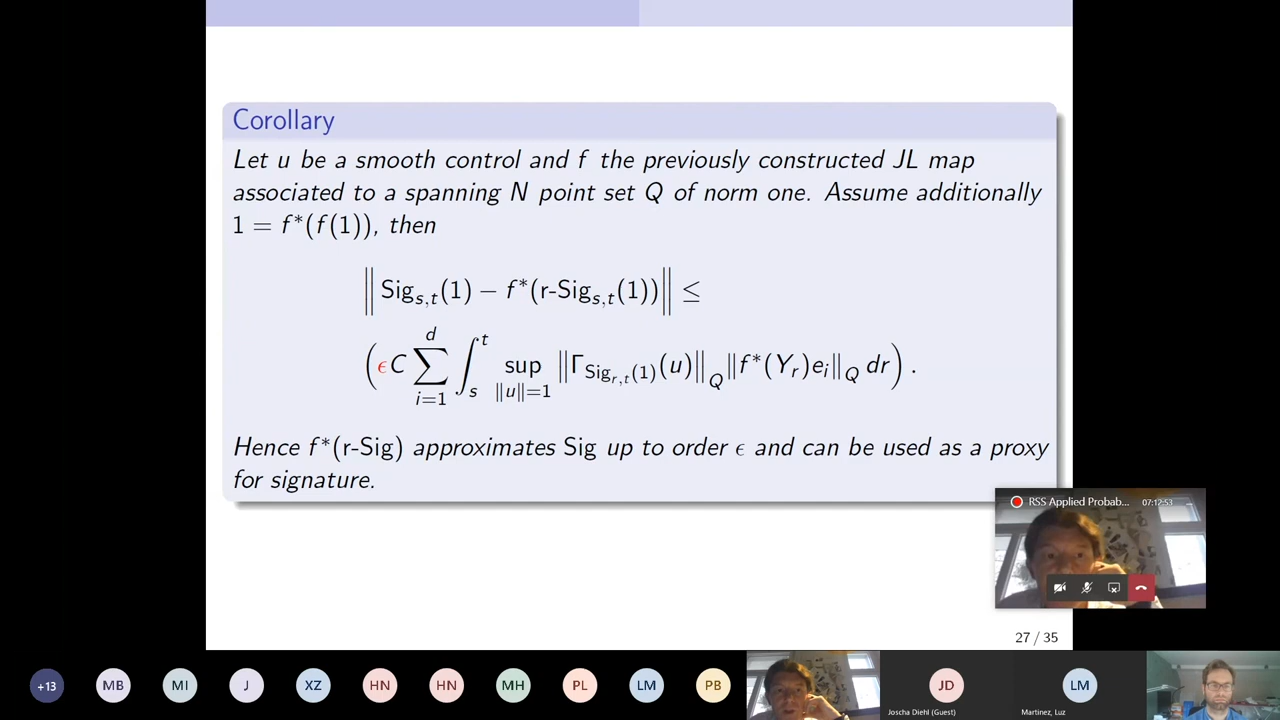 Corollary
Let u be a smooth control and f the previously constructed JL map
associated to a spanning N point set Q of norm one. Assume additionally
1 = f*(f(1)), then
‖Sig_{s,t}(1) − f*(r-Sig_{s,t}(1))‖ ≤
(ϵC ∑_{i=1}^{d} ∫_{s}^{t} sup_{‖u‖=1} ‖Γ_{Sig_{r,t}(1)}(u)‖_Q ‖f*(Y_r)e_i‖_Q dr).
Hence f*(r-Sig) approximates Sig up to order ϵ and can be used as a proxy
for signature.
RSS Applied Probab... 07:12:53
27 / 35
+13 MB MI J XZ HN HN MH PL LM PB JD LM
Joscha Diehl (Guest) Martinez, Luz